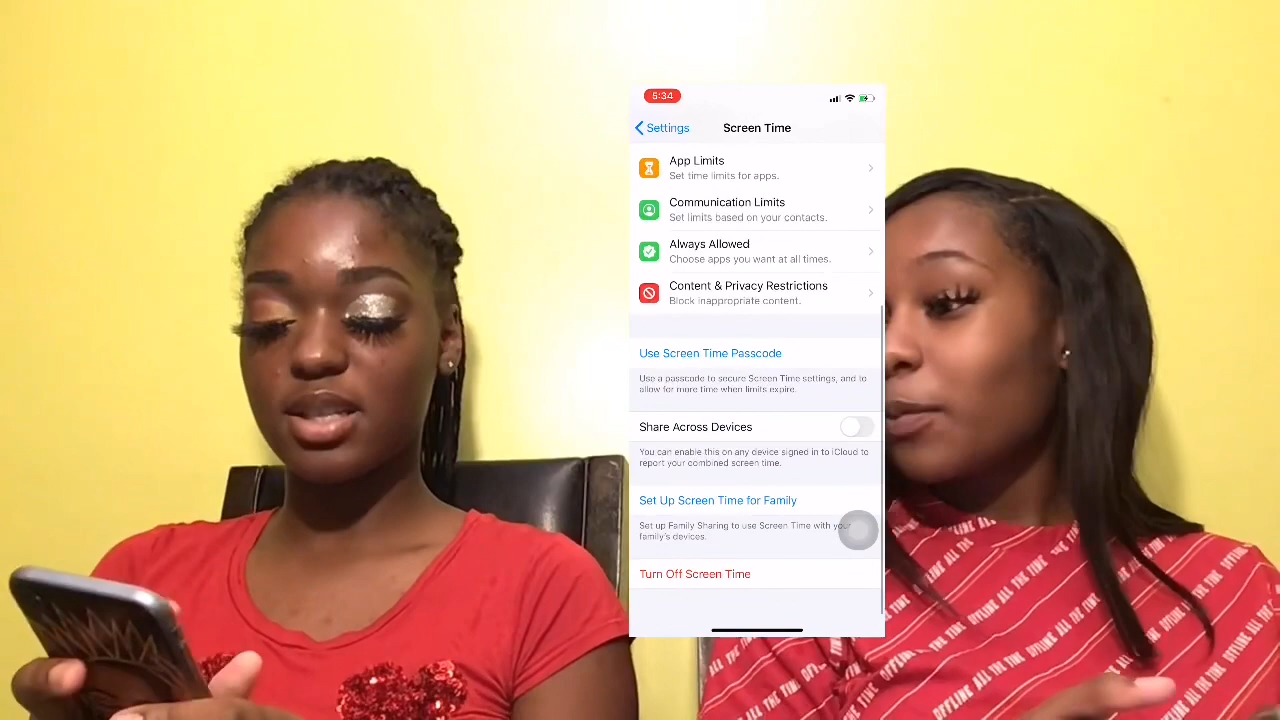 5:34
Settings
Screen Time
App Limits
Set time limits for apps.
Communication Limits
Set limits based on your contacts.
Always Allowed
Choose apps you want at all times.
Content & Privacy Restrictions
Block inappropriate content.
Use Screen Time Passcode
Use a passcode to secure Screen Time settings, and to
allow for more time when limits expire.
Share Across Devices
You can enable this on any device signed in to iCloud to
report your combined screen time.
Set Up Screen Time for Family
Set up Family Sharing to use Screen Time with your
family's devices.
Turn Off Screen Time
OFFLINE ALL THE TIME